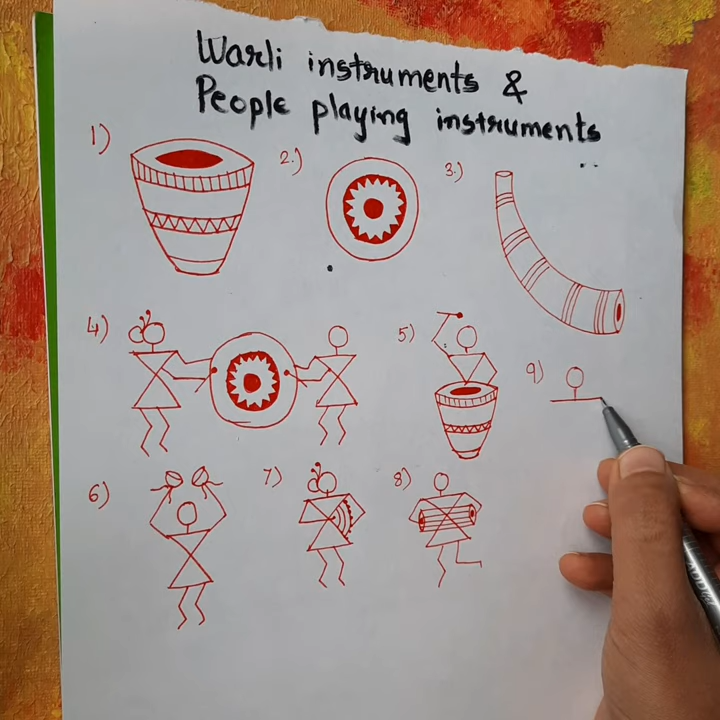 Warli instruments &
People playing instruments
1) 2.) 3.)
4) 5) 9)
6) 7) 8)